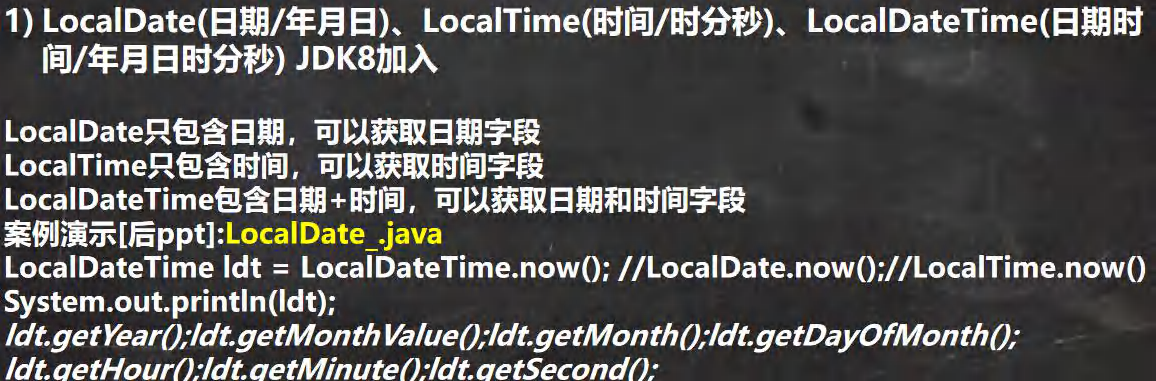 1) LocalDate(日期/年月日)、LocalTime(时间/时分秒)、LocalDateTime(日期时
间/年月日时分秒) JDK8加入
LocalDate只包含日期，可以获取日期字段
LocalTime只包含时间，可以获取时间字段
LocalDateTime包含日期+时间，可以获取日期和时间字段
案例演示[后ppt]:LocalDate_.java
LocalDateTime ldt = LocalDateTime.now(); //LocalDate.now();//LocalTime.now()
System.out.println(ldt);
ldt.getYear();ldt.getMonthValue();ldt.getMonth();ldt.getDayOfMonth();
ldt.getHour();ldt.getMinute();ldt.getSecond();